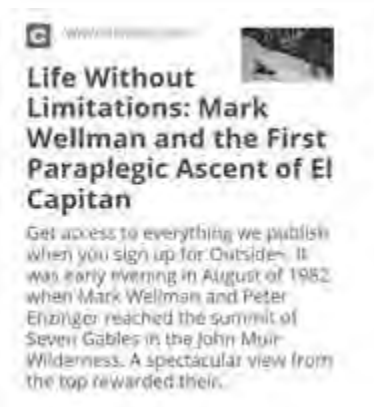 C
Life Without
Limitations: Mark
Wellman and the First
Paraplegic Ascent of El
Capitan
Get access to everything we publish
when you sign up for Outside+. It
was early evening in August of 1982
when Mark Wellman and Peter
Enzinger reached the summit of
Seven Gables in the John Muir
Wilderness. A spectacular view from
the top rewarded their...